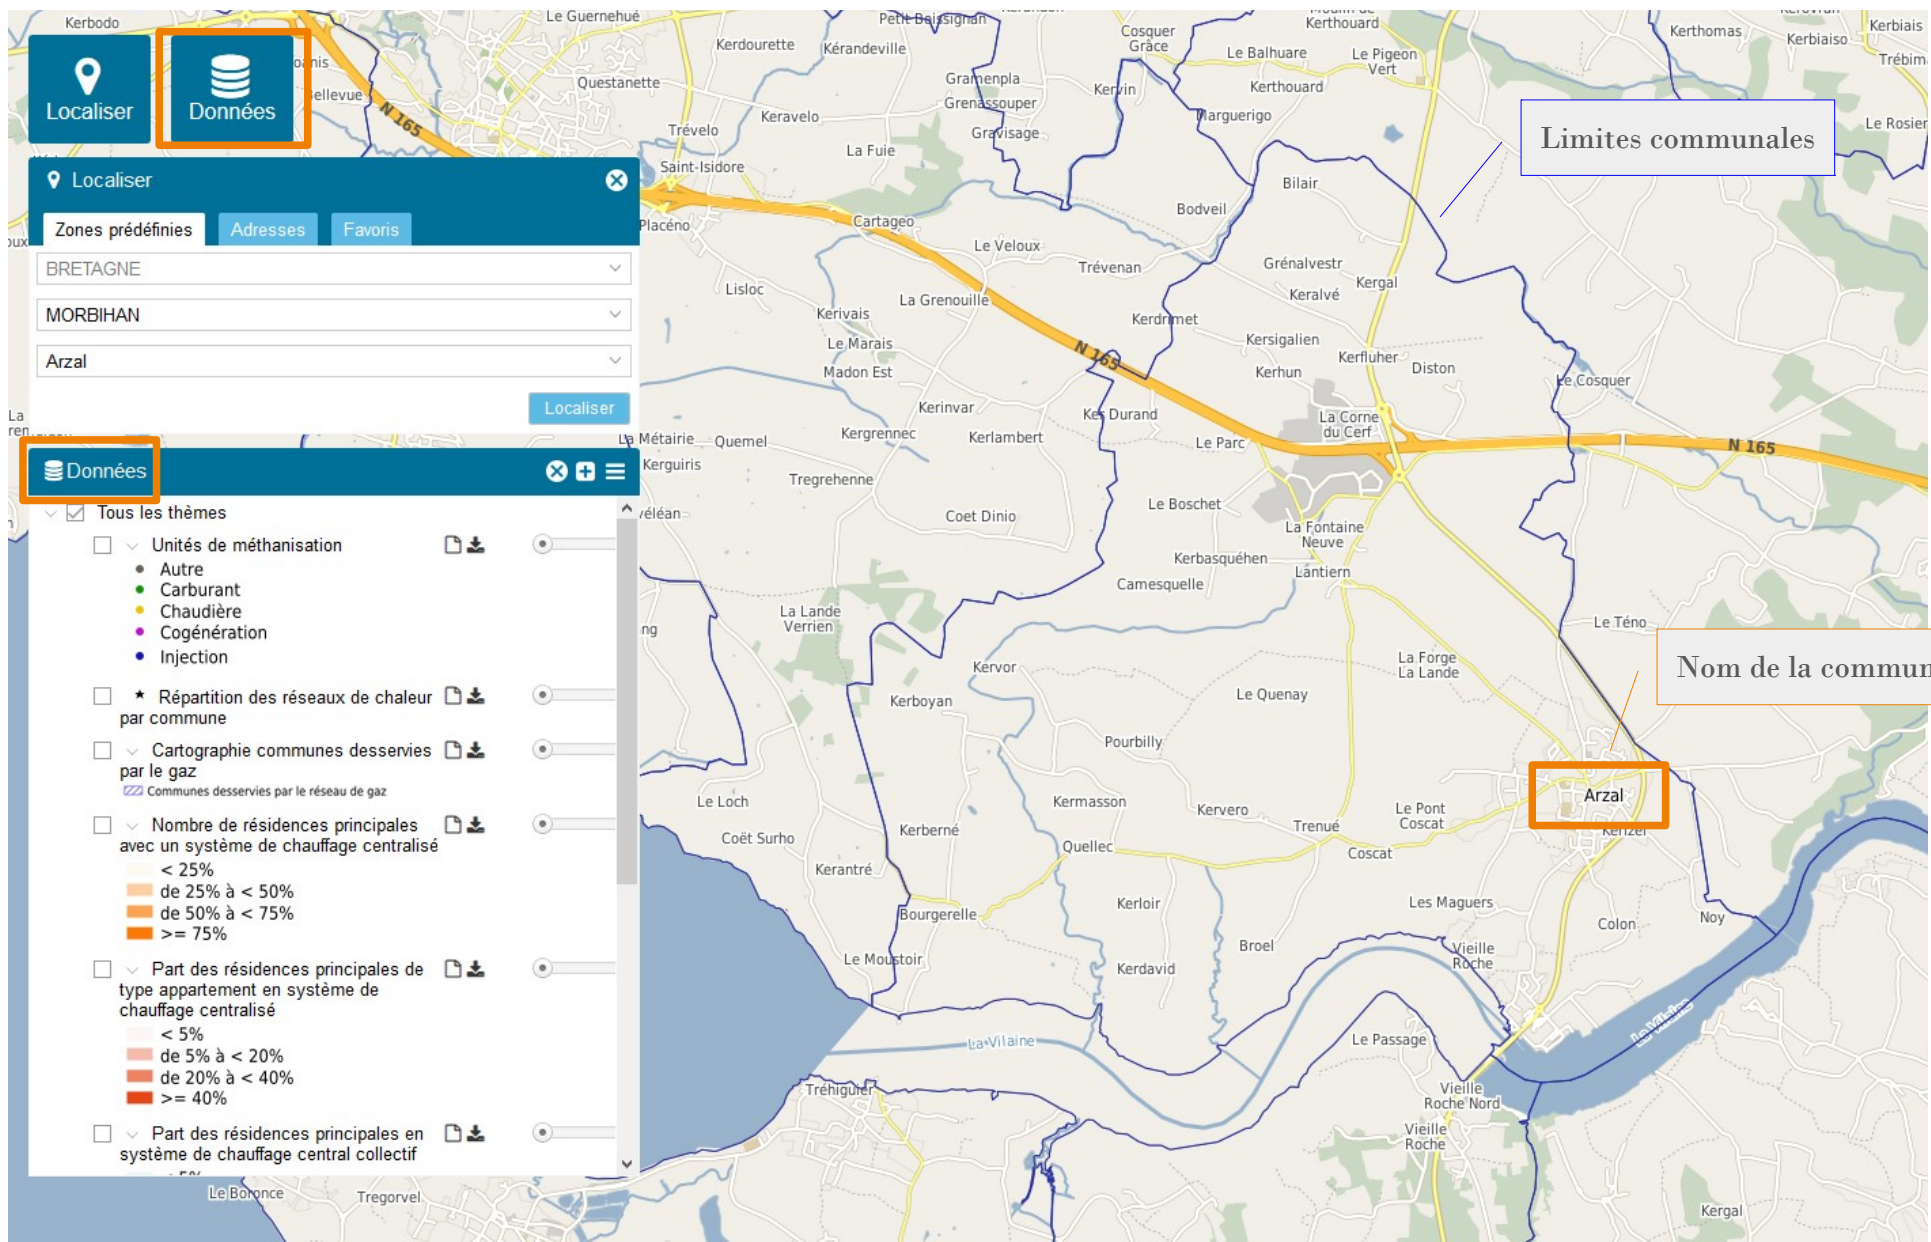 Localiser
Données
Localiser
Zones prédéfinies
Adresses
Favoris
BRETAGNE
MORBIHAN
Arzal
Localiser
Données
Tous les thèmes
Unités de méthanisation
Autre
Carburant
Chaudière
Cogénération
Injection
Répartition des réseaux de chaleur
par commune
Cartographie communes desservies
par le gaz
Communes desservies par le réseau de gaz
Nombre de résidences principales
avec un système de chauffage centralisé
< 25%
de 25% à < 50%
de 50% à < 75%
>= 75%
Part des résidences principales de
type appartement en système de
chauffage centralisé
< 5%
de 5% à < 20%
de 20% à < 40%
>= 40%
Part des résidences principales en
système de chauffage central collectif
Limites communales
Nom de la commun
Kerbodo
Le Guernehué
Petit Boissignan
Cosquer
Grâce
Moulin de
Kerthouard
Kerthomas
Kerbiaiso
Kerbiais
Kerdourette
Kérandeville
Le Balhuare
Le Pigeon
Vert
Questanette
Gramenpla
Kervin
Kerthouard
Bellevue
N 165
Grenassouper
Keravelo
Marguerigo
Le Rosier
Trévelo
Gravisage
La Fuie
Saint-Isidore
Bilair
Placéno
Cartageo
Bodveil
Le Veloux
Trévenan
Grénalvestr
Lisloc
La Grenouille
Kergal
Keralvé
Kerivais
Kerdrimet
Le Marais
N 165
Kersigalien
Madon Est
Kerfluher
Kerhun
Diston
Le Cosquer
Kerinvar
Ker Durand
La Corne
du Cerf
La Métairie
Quemel
Kergrennec
Kerlambert
Le Parc
N 165
Kerguiris
Tregrehenne
Le Boschet
Coet Dinio
La Fontaine
Neuve
Kerbasquéhen
Lantiern
Camesquelle
La Lande
Verrien
Le Téno
Kervor
La Forge
La Lande
Kerboyan
Le Quenay
Pourbilly
Le Loch
Kermasson
Kervero
Le Pont
Coscat
Arzal
Coët Surho
Kerberné
Trenué
Kerizel
Quellec
Coscat
Kerantré
Bourgerelle
Kerloir
Les Maguers
Colon
Noy
Broel
Vieille
Roche
Le Moustoir
Kerdavid
La Vilaine
La Vilaine
Le Passage
Tréhiguier
Vieille
Roche Nord
Vieille
Roche
Le Boronce
Tregorvel
Kergal